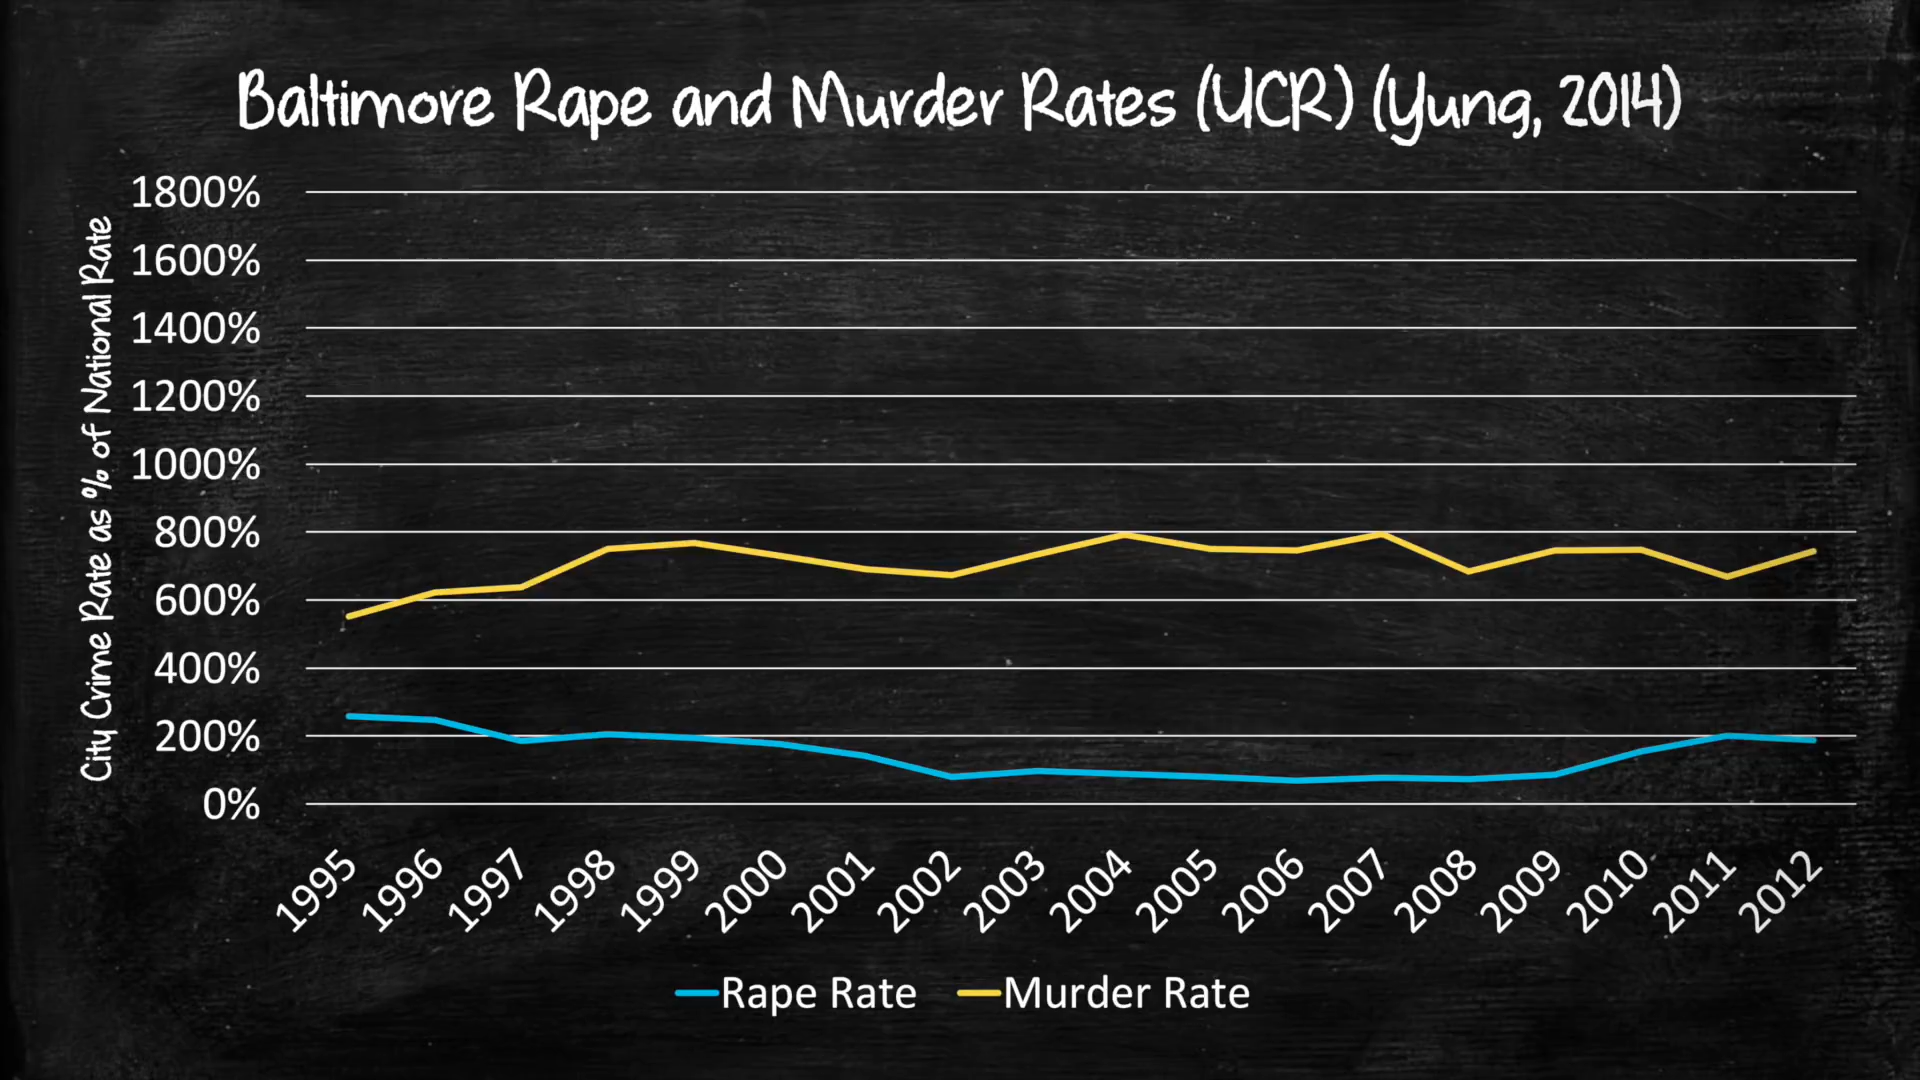 Baltimore Rape and Murder Rates (UCR) (Yung, 2014)
City Crime Rate as % of National Rate
1800%
1600%
1400%
1200%
1000%
800%
600%
400%
200%
0%
1995 1996 1997 1998 1999 2000 2001 2002 2003 2004 2005 2006 2007 2008 2009 2010 2011 2012
Rape Rate Murder Rate